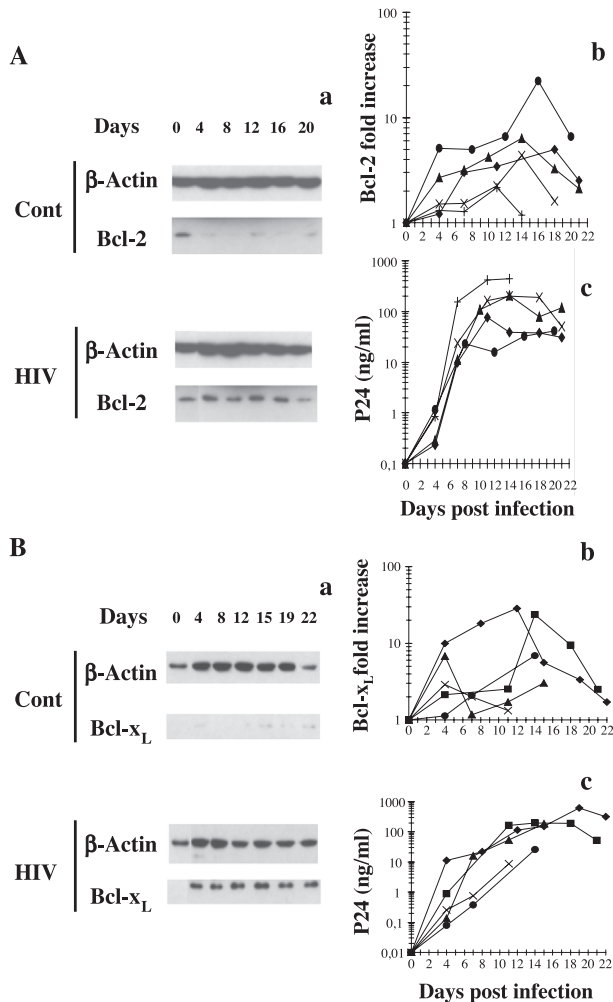 A
a
Days 0 4 8 12 16 20
Cont
β-Actin
Bcl-2
HIV
β-Actin
Bcl-2
b
Bcl-2 fold increase
100
10
1
0 2 4 6 8 10 12 14 16 18 20 22
c
P24 (ng/ml)
1000
100
10
1
0,1
0 2 4 6 8 10 12 14 16 18 20 22
Days post infection
B
a
Days 0 4 8 12 15 19 22
Cont
β-Actin
Bcl-xL
HIV
β-Actin
Bcl-xL
b
Bcl-xL fold increase
100
10
1
0 2 4 6 8 10 12 14 16 18 20 22
c
P24 (ng/ml)
1000
100
10
1
0,1
0,01
0 2 4 6 8 10 12 14 16 18 20 22
Days post infection